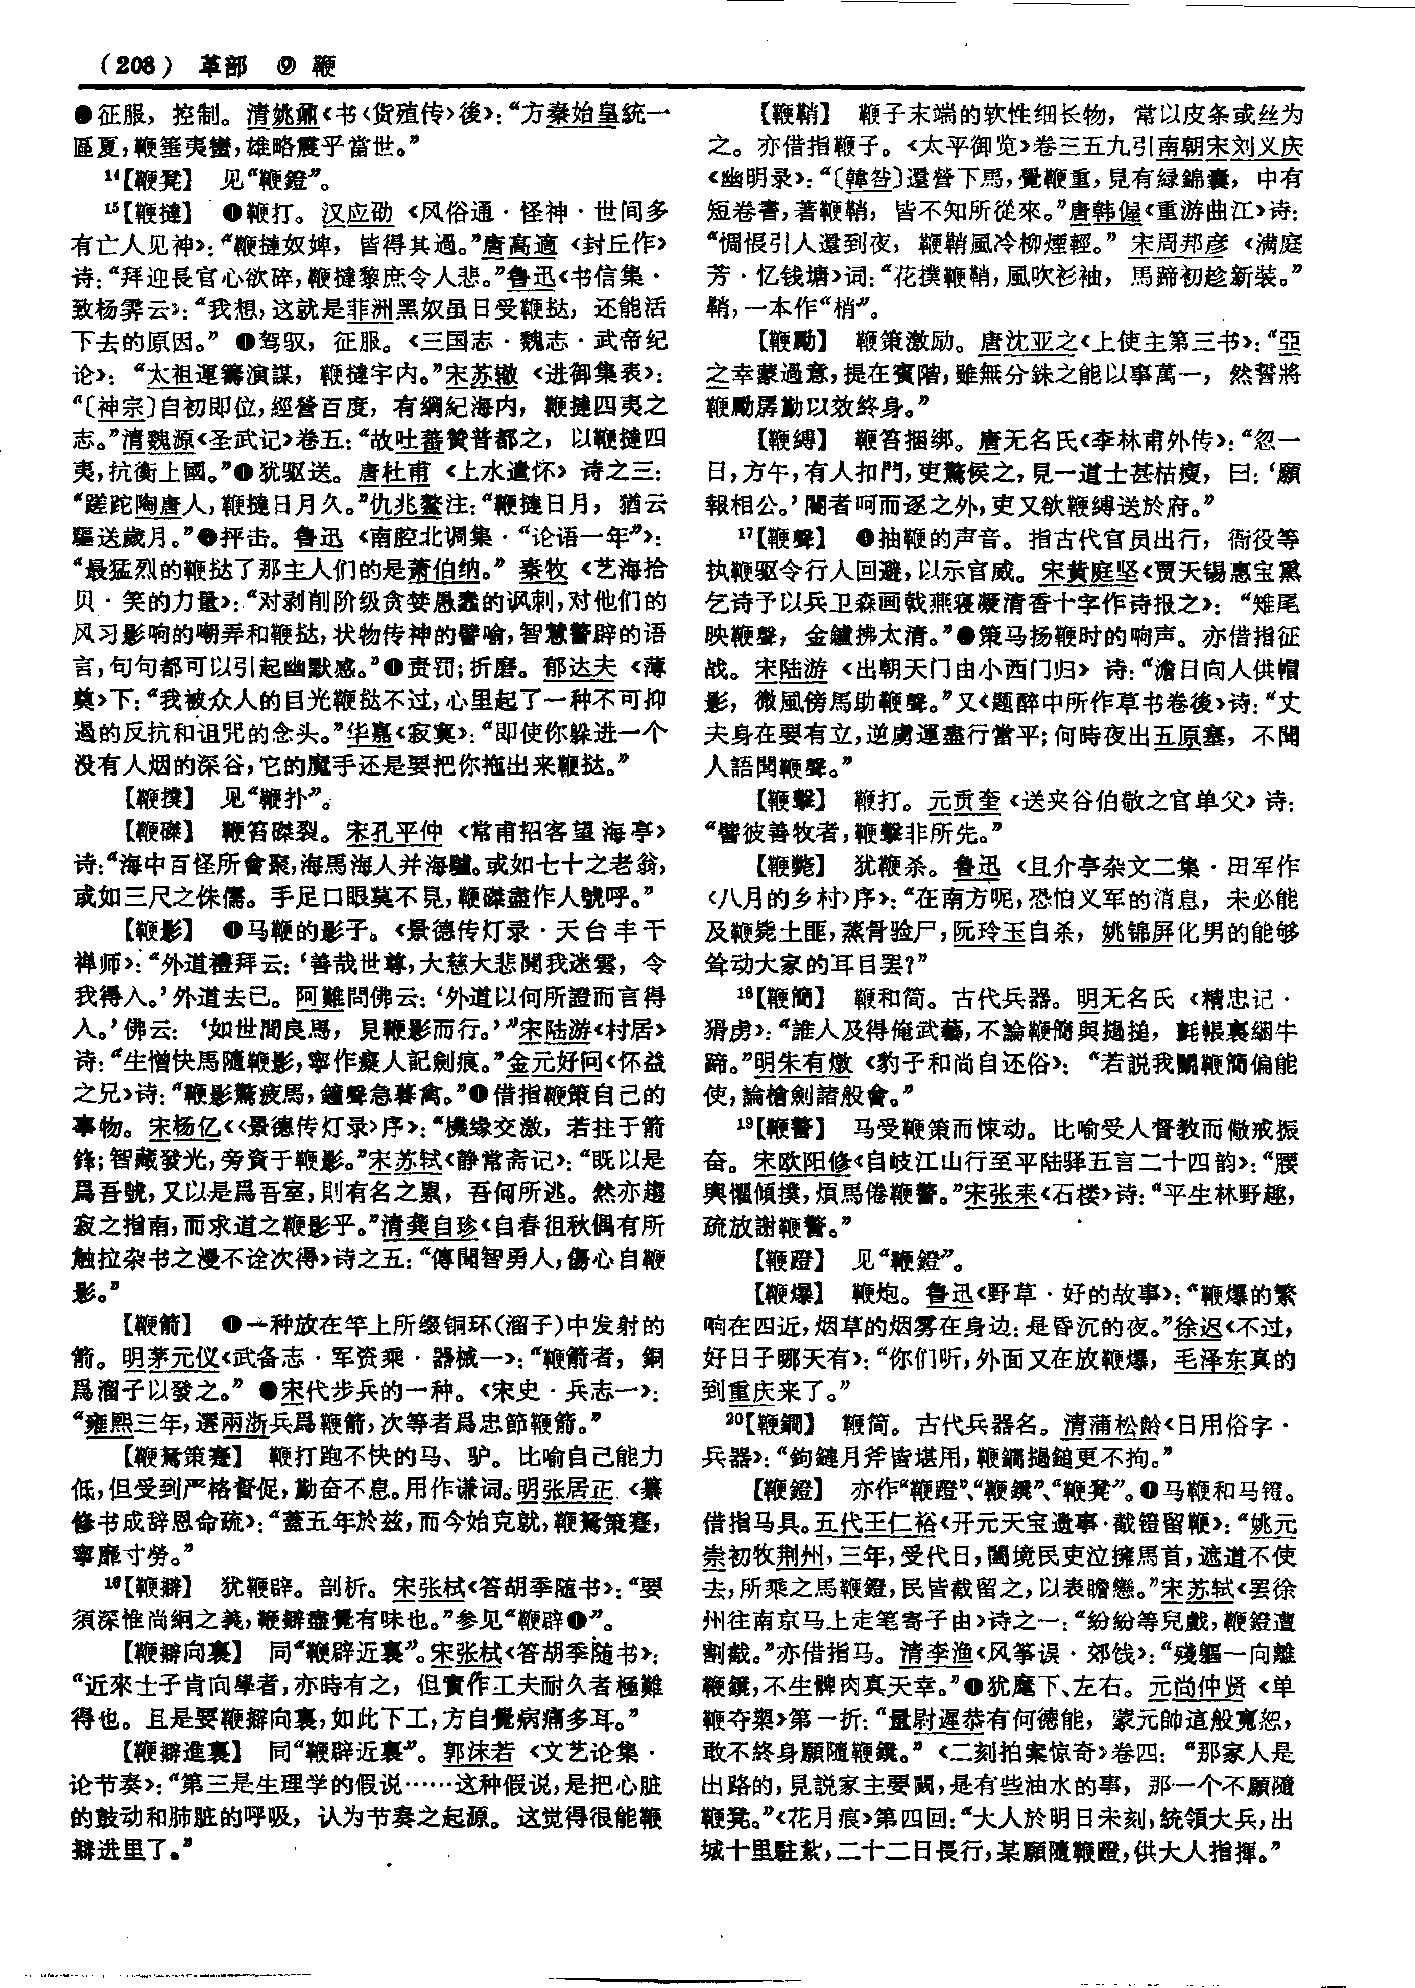 (208) 革部 ⑨ 鞭
●征服，控制。清姚鼐《书〈货殖传〉後》：“方秦始皇統一
區夏，鞭箠夷蠻，雄略震乎當世。”
14【鞭凳】 见“鞭鐙”。
15【鞭撻】 ❶鞭打。汉应劭《风俗通·怪神·世间多
有亡人见神》：“鞭撻奴婢，皆得其過。”唐高適《封丘作》
诗：“拜迎長官心欲碎，鞭撻黎庶令人悲。”鲁迅《书信集·
致杨霁云》：“我想，这就是菲洲黑奴虽日受鞭挞，还能活
下去的原因。” ❶驾驭，征服。《三国志·魏志·武帝纪
论》：“太祖運籌演謀，鞭撻宇内。”宋苏辙《进御集表》：
“〔神宗〕自初即位，經營百度，有綱紀海内，鞭撻四夷之
志。”清魏源《圣武记》卷五：“故吐蕃贊普都之，以鞭撻四
夷，抗衡上國。”❶犹驱送。唐杜甫《上水遣怀》诗之三：
“蹉跎陶唐人，鞭撻日月久。”仇兆鳌注：“鞭撻日月，猶云
驅送歲月。”●抨击。鲁迅《南腔北调集·“论语一年”》：
“最猛烈的鞭挞了那主人们的是萧伯纳。”秦牧《艺海拾
贝·笑的力量》：“对剥削阶级贪婪愚蠢的讽刺，对他们的
风习影响的嘲弄和鞭挞，状物传神的譬喻，智慧警辟的语
言，句句都可以引起幽默感。”❶责罚；折磨。郁达夫《薄
奠》下：“我被众人的目光鞭挞不过，心里起了一种不可抑
遏的反抗和诅咒的念头。”华嘉《寂寞》：“即使你躲进一个
没有人烟的深谷，它的魔手还是要把你拖出来鞭挞。”
【鞭撲】 见“鞭扑”。
【鞭磔】 鞭笞磔裂。宋孔平仲《常甫招客望海亭》
诗：“海中百怪所會聚，海馬海人并海驢。或如七十之老翁，
或如三尺之侏儒。手足口眼莫不見，鞭磔盡作人號呼。”
【鞭影】 ❶马鞭的影子。《景德传灯录·天台丰干
禅师》：“外道禮拜云：‘善哉世尊，大慈大悲開我迷雲，令
我得入。’外道去已。阿難問佛云：‘外道以何所證而言得
入。’佛云：‘如世間良馬，見鞭影而行。’”宋陆游《村居》
诗：“生憎快馬隨鞭影，寧作癡人記劍痕。”金元好问《怀益
之兄》诗：“鞭影驚疲馬，鐘聲急暮禽。”❶借指鞭策自己的
事物。宋杨亿《〈景德传灯录〉序》：“機缘交激，若拄于箭
鋒；智藏發光，旁資于鞭影。”宋苏轼《静常斋记》：“既以是
爲吾號，又以是爲吾室，則有名之累，吾何所逃。然亦趨
寂之指南，而求道之鞭影乎。”清龚自珍《自春徂秋偶有所
触拉杂书之漫不诠次得》诗之五：“傳聞智勇人，傷心自鞭
影。”
【鞭箭】 ❶一种放在竿上所缀铜环(溜子)中发射的
箭。明茅元仪《武备志·军资乘·器械一》：“鞭箭者，銅
爲溜子以發之。” ●宋代步兵的一种。《宋史·兵志一》：
“雍熙三年，選兩浙兵爲鞭箭，次等者爲忠節鞭箭。”
【鞭駑策蹇】 鞭打跑不快的马、驴。比喻自己能力
低，但受到严格督促，勤奋不息。用作谦词。明张居正《纂
修书成辞恩命疏》：“蓋五年於兹，而今始克就，鞭駑策蹇，
寧靡寸勞。”
16【鞭辯】 犹鞭辟。剖析。宋张栻《答胡季随书》：“要
須深惟尚絅之義，鞭辯盡覺有味也。”参见“鞭辟❶”。
【鞭辯向裏】 同“鞭辟近裏”。宋张栻《答胡季随书》：
“近來士子肯向學者，亦時有之，但實作工夫耐久者極難
得也。且是要鞭辯向裏，如此下工，方自覺病痛多耳。”
【鞭辯進裏】 同“鞭辟近裏”。郭沫若《文艺论集·
论节奏》：“第三是生理学的假说……这种假说，是把心脏
的鼓动和肺脏的呼吸，认为节奏之起源。这觉得很能鞭
辯进里了。”
【鞭鞘】 鞭子末端的软性细长物，常以皮条或丝为
之。亦借指鞭子。《太平御览》卷三五九引南朝宋刘义庆
《幽明录》：“〔韓咎〕還營下馬，覺鞭重，見有緑錦囊，中有
短卷書，著鞭鞘，皆不知所從來。”唐韩偓《重游曲江》诗：
“惆悵引人還到夜，鞭鞘風冷柳煙輕。”宋周邦彦《满庭
芳·忆钱塘》词：“花撲鞭鞘，風吹衫袖，馬蹄初趁新裝。”
鞘，一本作“梢”。
【鞭勵】 鞭策激励。唐沈亚之《上使主第三书》：“亞
之幸蒙過意，提在賓階，雖無分銖之能以事萬一，然誓將
鞭勵孱勤以效終身。”
【鞭縛】 鞭笞捆绑。唐无名氏《李林甫外传》：“忽一
日，方午，有人扣門，吏驚侯之，見一道士甚枯瘦，曰：‘願
報相公。’閽者呵而逐之外，吏又欲鞭縛送於府。”
17【鞭聲】 ❶抽鞭的声音。指古代官员出行，衙役等
执鞭驱令行人回避，以示官威。宋黄庭坚《贾天锡惠宝薰
乞诗予以兵卫森画戟燕寝凝清香十字作诗报之》：“雉尾
映鞭聲，金鑪拂太清。”●策马扬鞭时的响声。亦借指征
战。宋陆游《出朝天门由小西门归》诗：“澹日向人供帽
影，微風傍馬助鞭聲。”又《题醉中所作草书卷後》诗：“丈
夫身在要有立，逆虜運盡行當平；何時夜出五原塞，不聞
人語聞鞭聲。”
【鞭擊】 鞭打。元贡奎《送夹谷伯敬之官单父》诗：
“譬彼善牧者，鞭擊非所先。”
【鞭毙】 犹鞭杀。鲁迅《且介亭杂文二集·田军作
〈八月的乡村〉序》：“在南方呢，恐怕义军的消息，未必能
及鞭毙土匪，蒸骨验尸，阮玲玉自杀，姚锦屏化男的能够
耸动大家的耳目罢？”
18【鞭簡】 鞭和简。古代兵器。明无名氏《精忠记·
猾虏》：“誰人及得俺武藝，不論鞭簡與撾搥，氈帳裏綑牛
蹄。”明朱有燉《豹子和尚自还俗》：“若説我鬭鞭簡偏能
使，論槍劍諸般會。”
19【鞭警】 马受鞭策而悚动。比喻受人督教而儆戒振
奋。宋欧阳修《自岐江山行至平陆驿五言二十四韵》：“腰
輿懼傾撲，煩馬倦鞭警。”宋张耒《石楼》诗：“平生林野趣，
疏放謝鞭警。”
【鞭蹬】 见“鞭鐙”。
【鞭爆】 鞭炮。鲁迅《野草·好的故事》：“鞭爆的繁
响在四近，烟草的烟雾在身边：是昏沉的夜。”徐迟《不过，
好日子哪天有》：“你们听，外面又在放鞭爆，毛泽东真的
到重庆来了。”
20【鞭鐧】 鞭简。古代兵器名。清蒲松龄《日用俗字·
兵器》：“鉤鏈月斧皆堪用，鞭鐧撾鎚更不拘。”
【鞭鐙】 亦作“鞭蹬”、“鞭鐙”、“鞭凳”。❶马鞭和马镫。
借指马具。五代王仁裕《开元天宝遗事·截镫留鞭》：“姚元
崇初牧荆州，三年，受代日，闔境民吏泣擁馬首，遮道不使
去，所乘之馬鞭鐙，民皆截留之，以表瞻戀。”宋苏轼《罢徐
州往南京马上走笔寄子由》诗之一：“紛紛等兒戲，鞭鐙遭
割截。”亦借指马。清李渔《风筝误·郊饯》：“殘軀一向離
鞭鐙，不生髀肉真天幸。”❶犹麾下、左右。元尚仲贤《单
鞭夺槊》第一折：“量尉遲恭有何德能，蒙元帥這般寬恕，
敢不終身願隨鞭鐙。”《二刻拍案惊奇》卷四：“那家人是
出路的，見説家主要闘，是有些油水的事，那一个不願隨
鞭凳。”《花月痕》第四回：“大人於明日未刻，統領大兵，出
城十里駐紮，二十二日長行，某願隨鞭蹬，供大人指揮。”